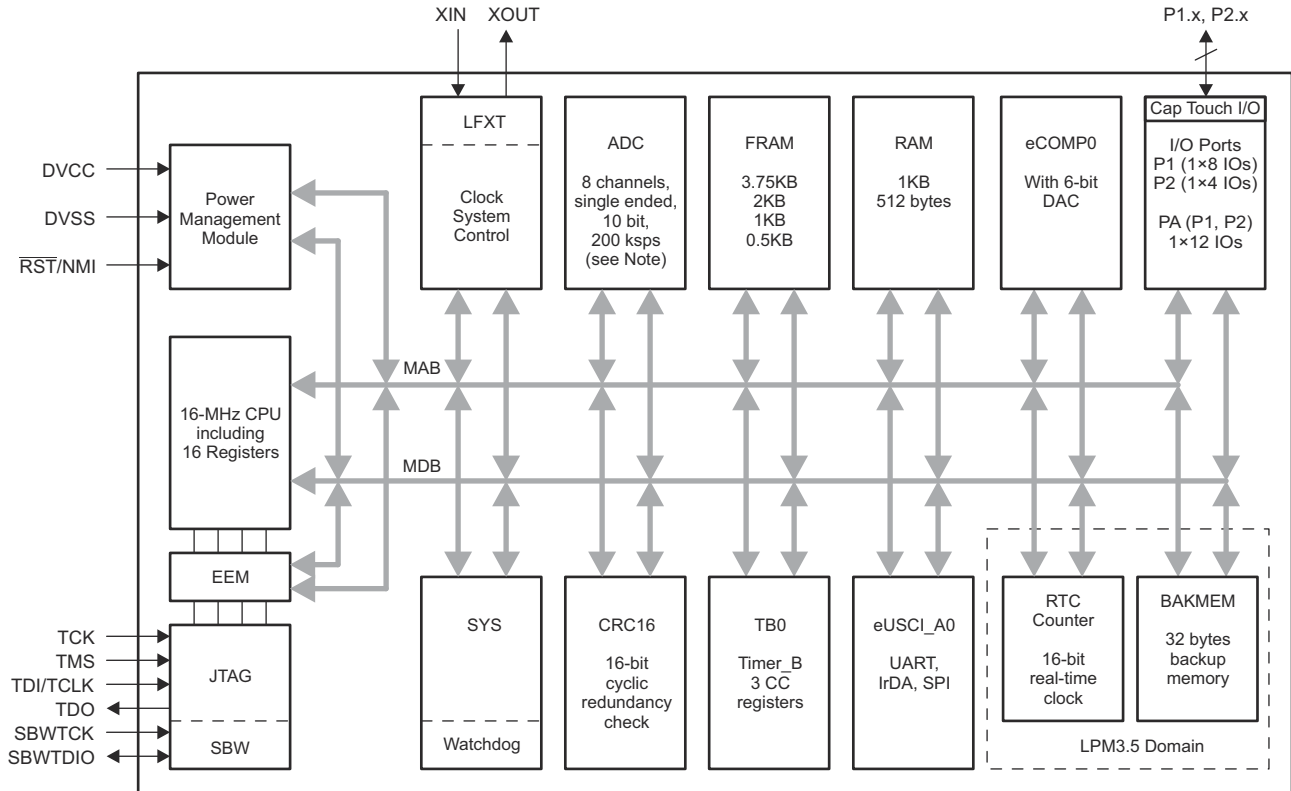 XIN XOUT
P1.x, P2.x
DVCC
DVSS
RST/NMI
Power
Management
Module
LFXT
Clock
System
Control
ADC
8 channels,
single ended,
10 bit,
200 ksps
(see Note)
FRAM
3.75KB
2KB
1KB
0.5KB
RAM
1KB
512 bytes
eCOMP0
With 6-bit
DAC
Cap Touch I/O
I/O Ports
P1 (1×8 IOs)
P2 (1×4 IOs)
PA (P1, P2)
1×12 IOs
MAB
16-MHz CPU
including
16 Registers
MDB
EEM
TCK
TMS
TDI/TCLK
TDO
SBWTCK
SBWTDIO
JTAG
SBW
SYS
Watchdog
CRC16
16-bit
cyclic
redundancy
check
TB0
Timer_B
3 CC
registers
eUSCI_A0
UART,
IrDA, SPI
RTC
Counter
16-bit
real-time
clock
BAKMEM
32 bytes
backup
memory
LPM3.5 Domain